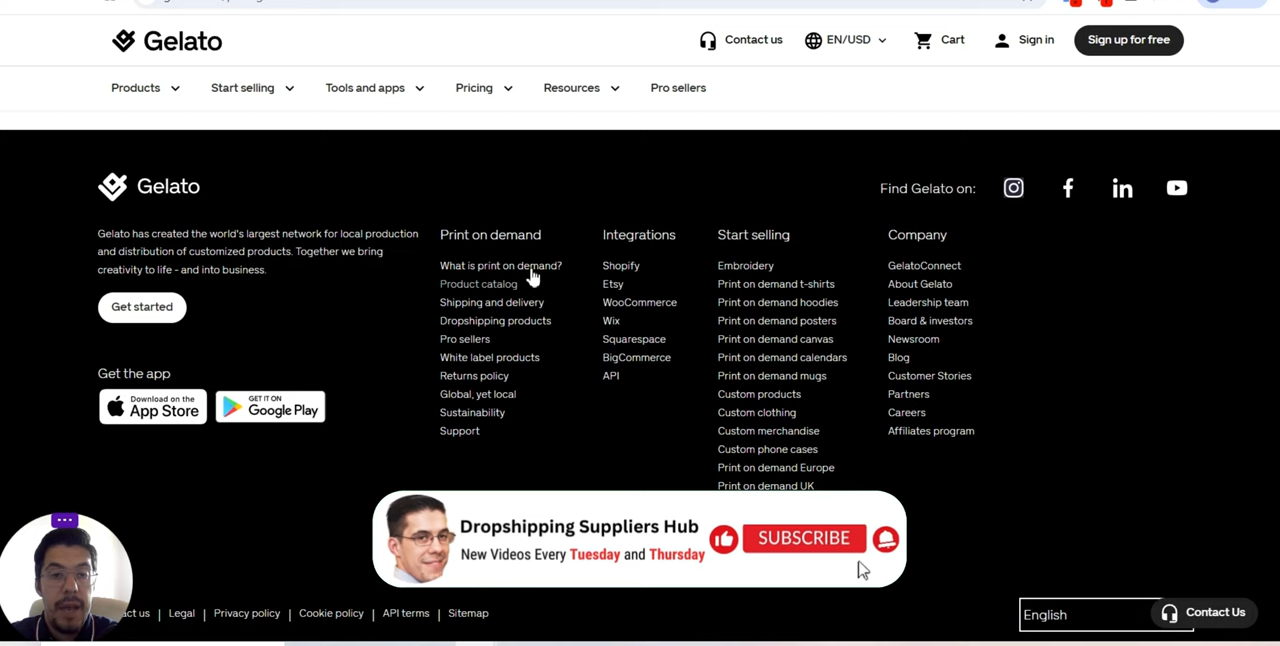 Gelato
Contact us
EN/USD
Cart
Sign in
Sign up for free
Products
Start selling
Tools and apps
Pricing
Resources
Pro sellers
Gelato
Find Gelato on:
Gelato has created the world's largest network for local production
and distribution of customized products. Together we bring
creativity to life - and into business.
Get started
Get the app
Download on the
App Store
GET IT ON
Google Play
Print on demand
What is print on demand?
Product catalog
Shipping and delivery
Dropshipping products
Pro sellers
White label products
Returns policy
Global, yet local
Sustainability
Support
Integrations
Shopify
Etsy
WooCommerce
Wix
Squarespace
BigCommerce
API
Start selling
Embroidery
Print on demand t-shirts
Print on demand hoodies
Print on demand posters
Print on demand canvas
Print on demand calendars
Print on demand mugs
Custom products
Custom clothing
Custom merchandise
Custom phone cases
Print on demand Europe
Print on demand UK
Company
GelatoConnect
About Gelato
Leadership team
Board & investors
Newsroom
Blog
Customer Stories
Partners
Careers
Affiliates program
Dropshipping Suppliers Hub
New Videos Every Tuesday and Thursday
SUBSCRIBE
us | Legal | Privacy policy | Cookie policy | API terms | Sitemap
English
Contact Us